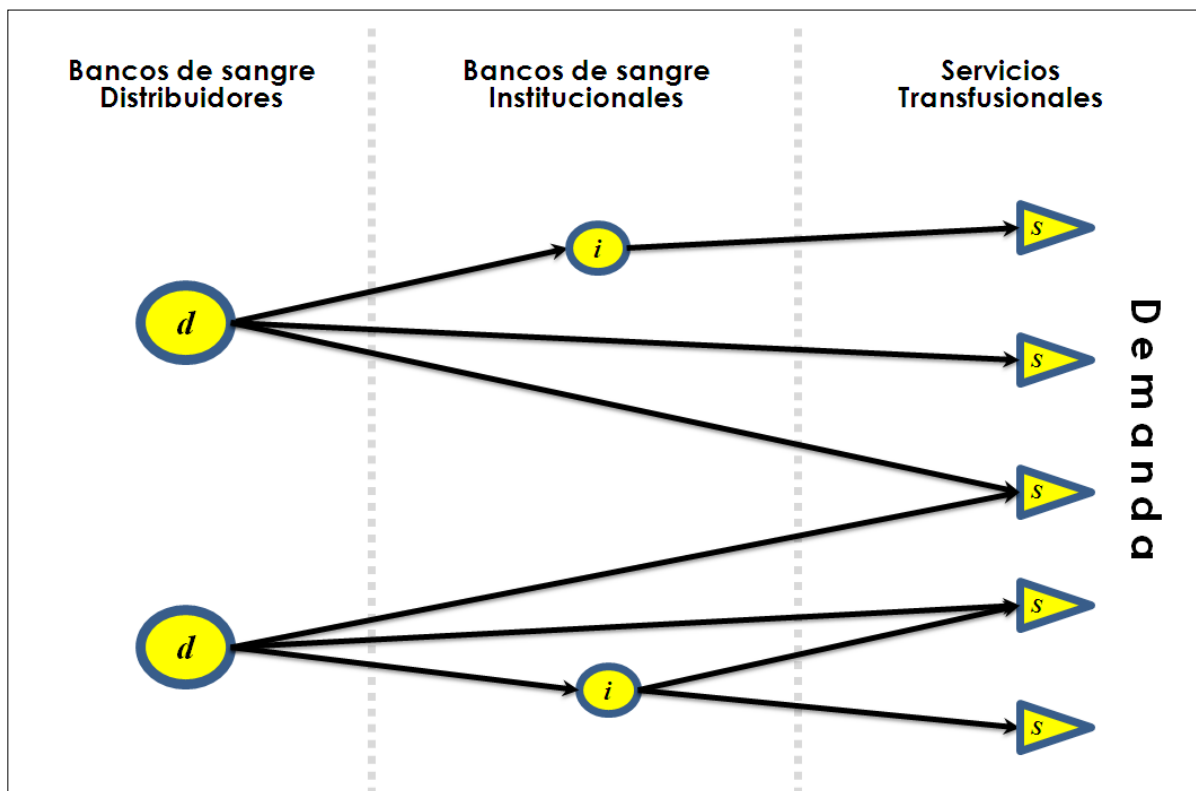 Bancos de sangre
Distribuidores
Bancos de sangre
Institucionales
Servicios
Transfusionales
d
i
s
s
s
d
i
s
s
Demanda